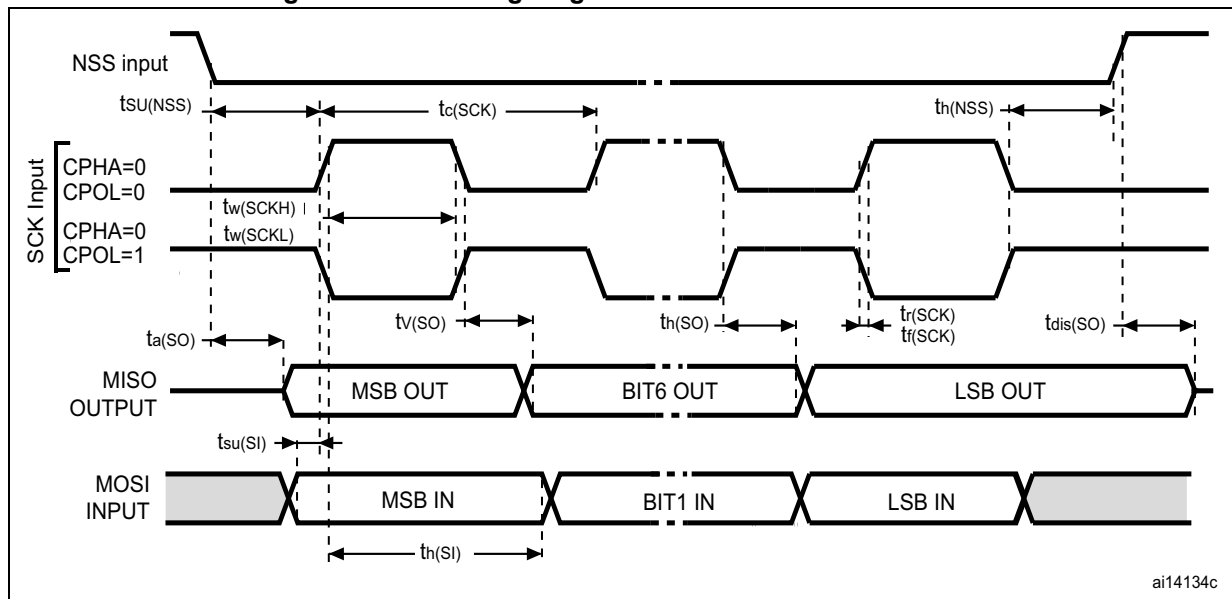 NSS input
tSU(NSS)
tc(SCK)
th(NSS)
SCK Input
CPHA=0
CPOL=0
tw(SCKH)
CPHA=0
tw(SCKL)
CPOL=1
tV(SO)
th(SO)
tr(SCK)
tf(SCK)
tdis(SO)
ta(SO)
MISO
OUTPUT
MSB OUT
BIT6 OUT
LSB OUT
tsu(SI)
MOSI
INPUT
MSB IN
BIT1 IN
LSB IN
th(SI)
ai14134c